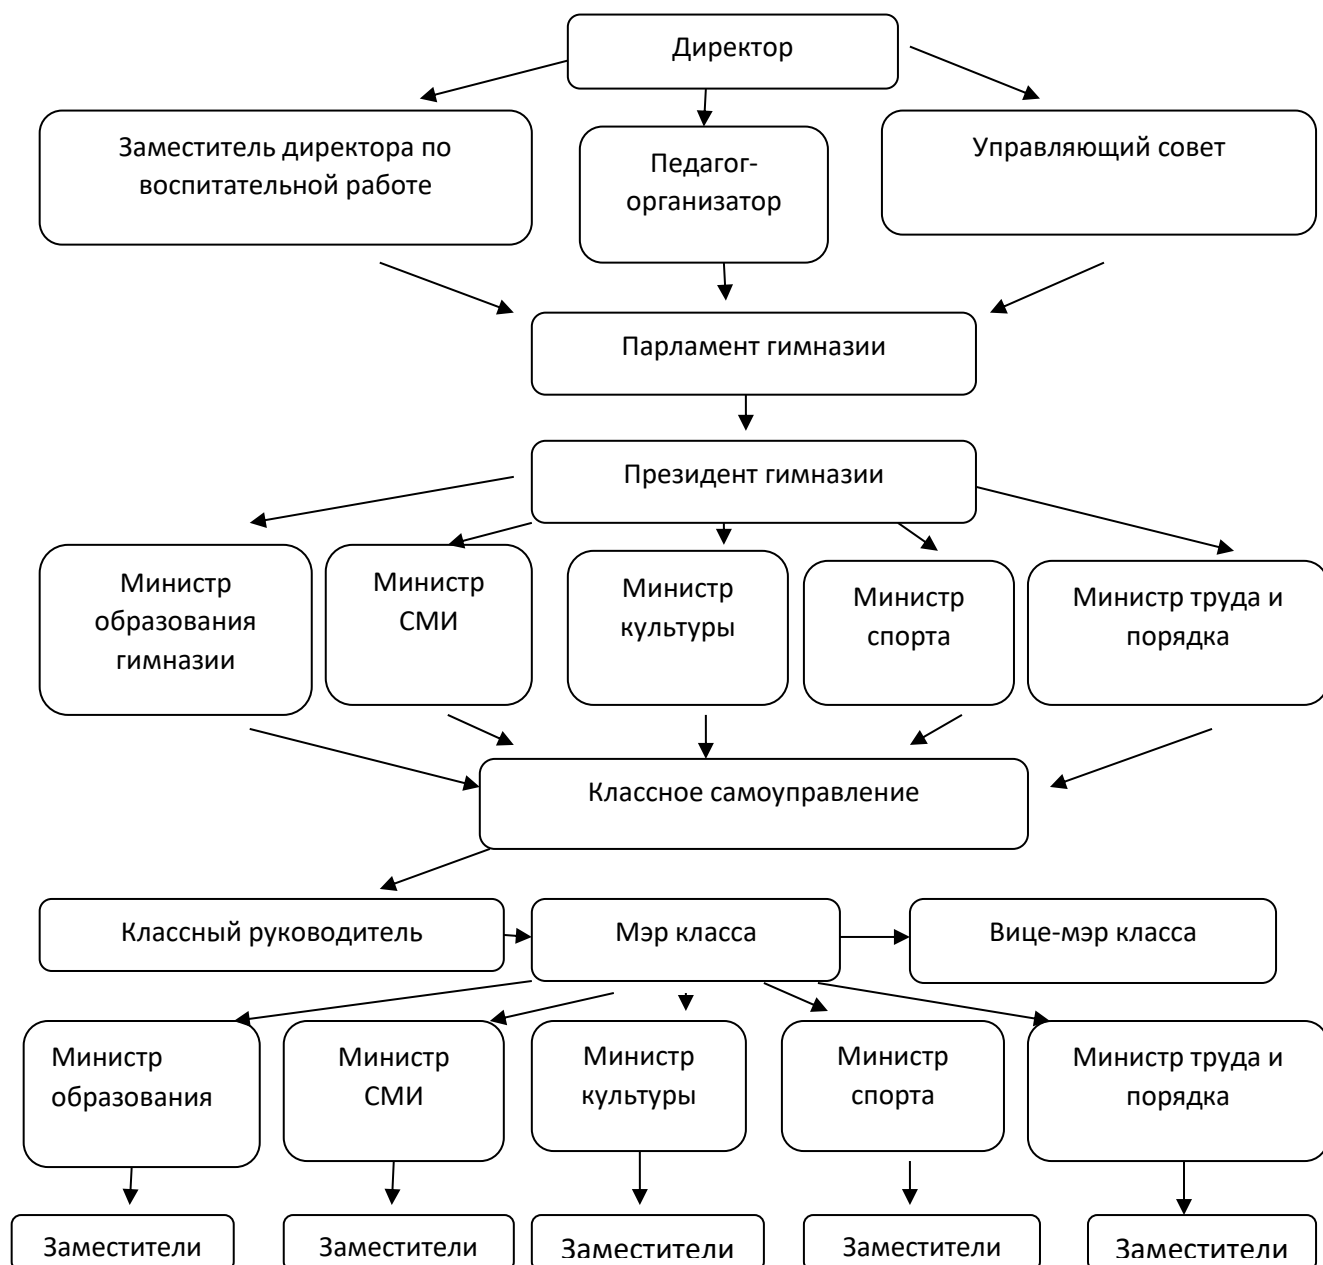 Директор
Заместитель директора по
воспитательной работе
Педагог-
организатор
Управляющий совет
Парламент гимназии
Президент гимназии
Министр
образования
гимназии
Министр
СМИ
Министр
культуры
Министр
спорта
Министр труда и
порядка
Классное самоуправление
Классный руководитель
Мэр класса
Вице-мэр класса
Министр
образования
Министр
СМИ
Министр
культуры
Министр
спорта
Министр труда и
порядка
Заместители
Заместители
Заместители
Заместители
Заместители